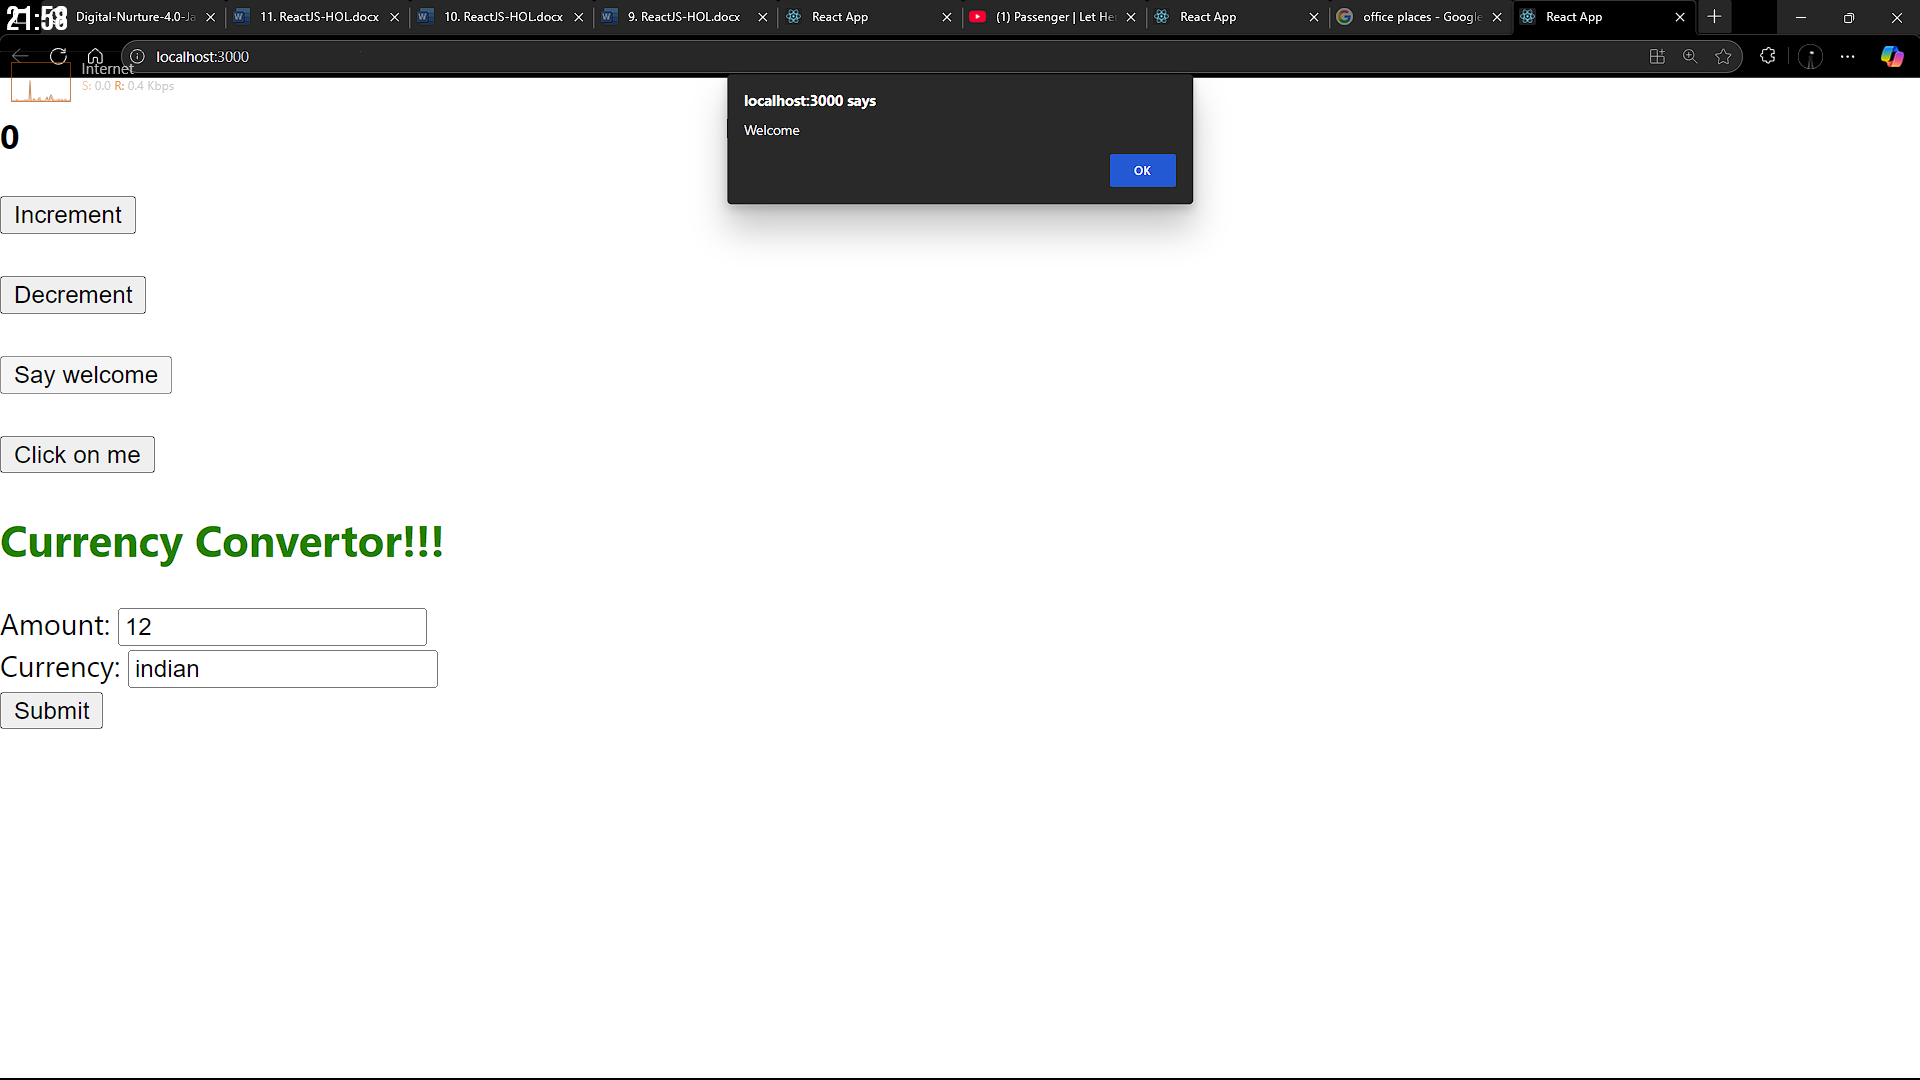 21:58
Digital-Nurture-4.0-Ja
11. ReactJS-HOL.docx
10. ReactJS-HOL.docx
9. ReactJS-HOL.docx
React App
(1) Passenger | Let He
React App
office places - Google
React App
localhost:3000
Internet
S: 0.0 R: 0.4 Kbps
localhost:3000 says
Welcome
OK
0
Increment
Decrement
Say welcome
Click on me
Currency Convertor!!!
Amount: 12
Currency: indian
Submit